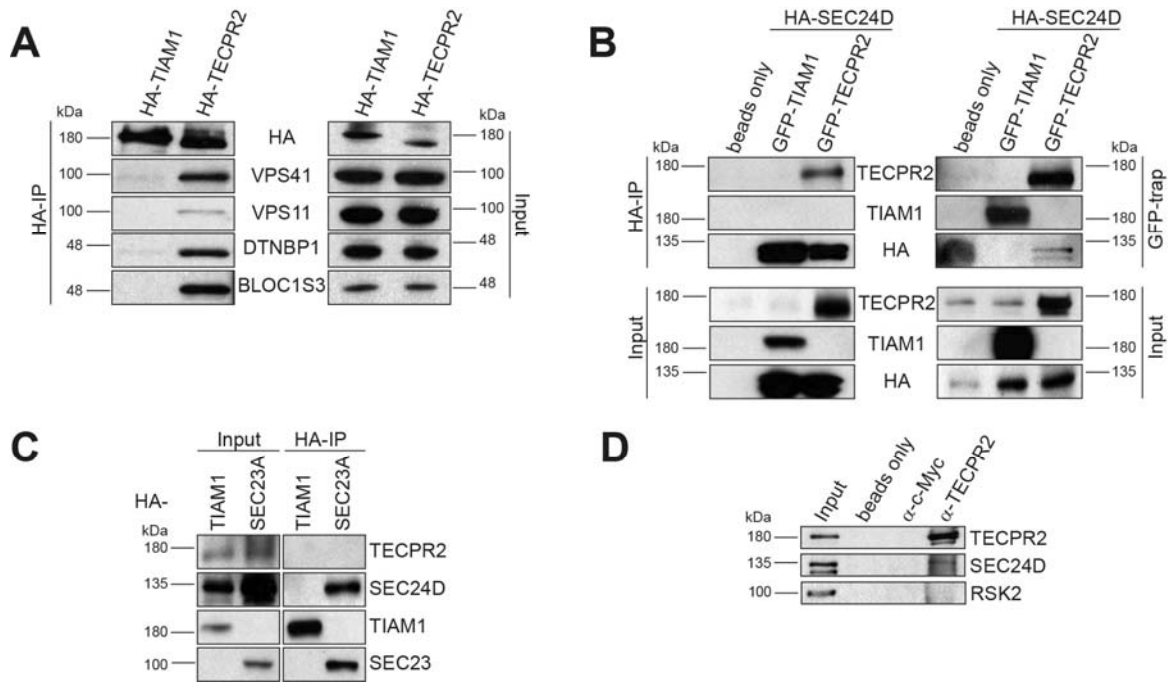 A
HA-TIAM1
HA-TECPR2
HA-TIAM1
HA-TECPR2
kDa
kDa
180
HA
180
100
VPS41
100
100
VPS11
100
48
DTNBP1
48
48
BLOC1S3
48
HA-IP
Input
B
HA-SEC24D
HA-SEC24D
beads only
GFP-TIAM1
GFP-TECPR2
beads only
GFP-TIAM1
GFP-TECPR2
kDa
kDa
180
TECPR2
180
TIAM1
180
135
HA
135
HA-IP
GFP-trap
TECPR2
180
180
TIAM1
180
135
HA
135
Input
Input
C
Input
HA-IP
HA-
TIAM1
SEC23A
TIAM1
SEC23A
kDa
180
TECPR2
135
SEC24D
180
TIAM1
100
SEC23
D
Input
beads only
α-c-Myc
α-TECPR2
kDa
180
TECPR2
135
SEC24D
100
RSK2